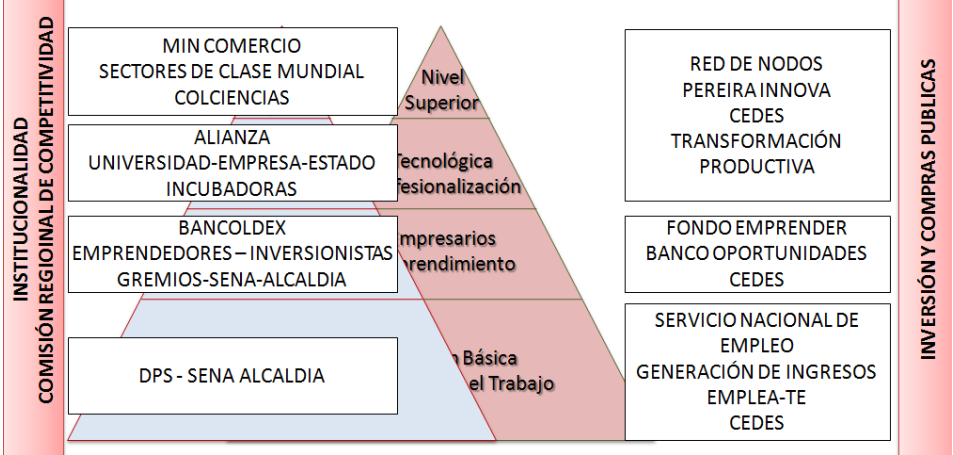 INSTITUCIONALIDAD
COMISIÓN REGIONAL DE COMPETITIVIDAD
MIN COMERCIO
SECTORES DE CLASE MUNDIAL
COLCIENCIAS
ALIANZA
UNIVERSIDAD-EMPRESA-ESTADO
INCUBADORAS
BANCOLDEX
EMPRENDEDORES – INVERSIONISTAS
GREMIOS-SENA-ALCALDIA
DPS - SENA ALCALDIA
Nivel
Superior
Tecnológica
fesionalización
mpresarios
rendimiento
Básica
el Trabajo
RED DE NODOS
PEREIRA INNOVA
CEDES
TRANSFORMACIÓN
PRODUCTIVA
FONDO EMPRENDER
BANCO OPORTUNIDADES
CEDES
SERVICIO NACIONAL DE
EMPLEO
GENERACIÓN DE INGRESOS
EMPLEA-TE
CEDES
INVERSIÓN Y COMPRAS PUBLICAS